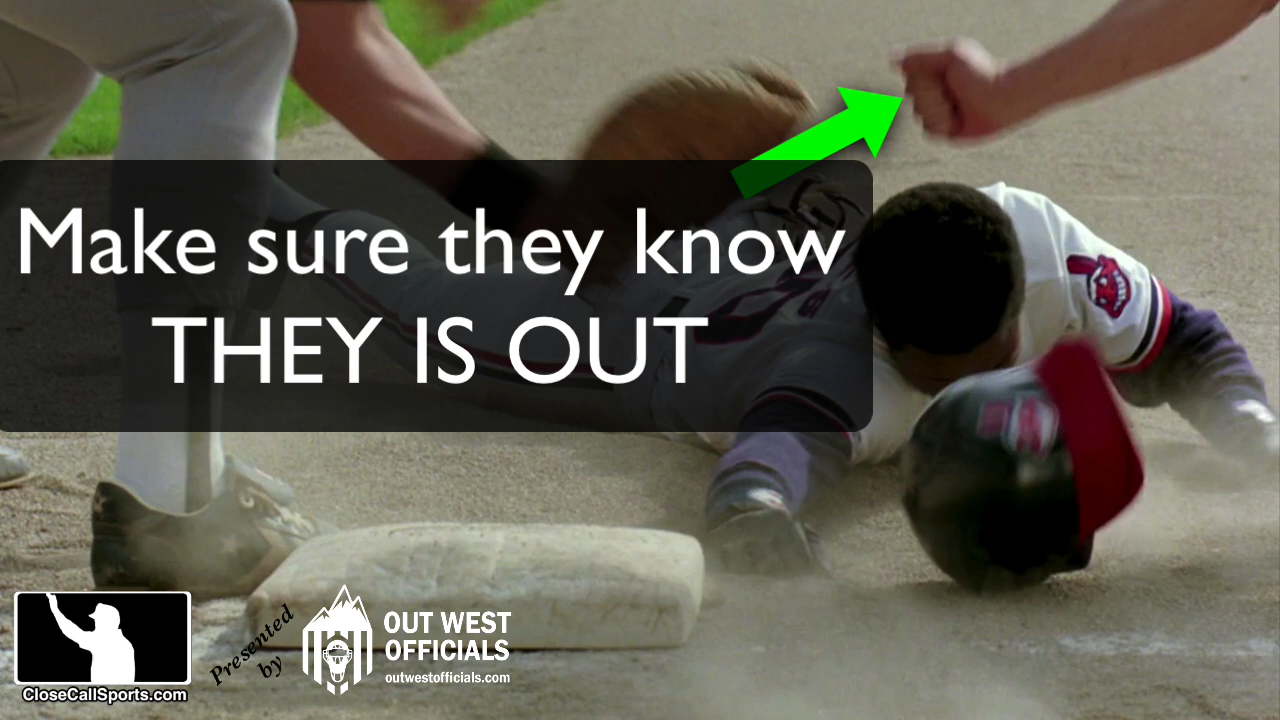 Make sure they know
THEY IS OUT
CloseCallSports.com
Presented
by
OUT WEST
OFFICIALS
outwestofficials.com